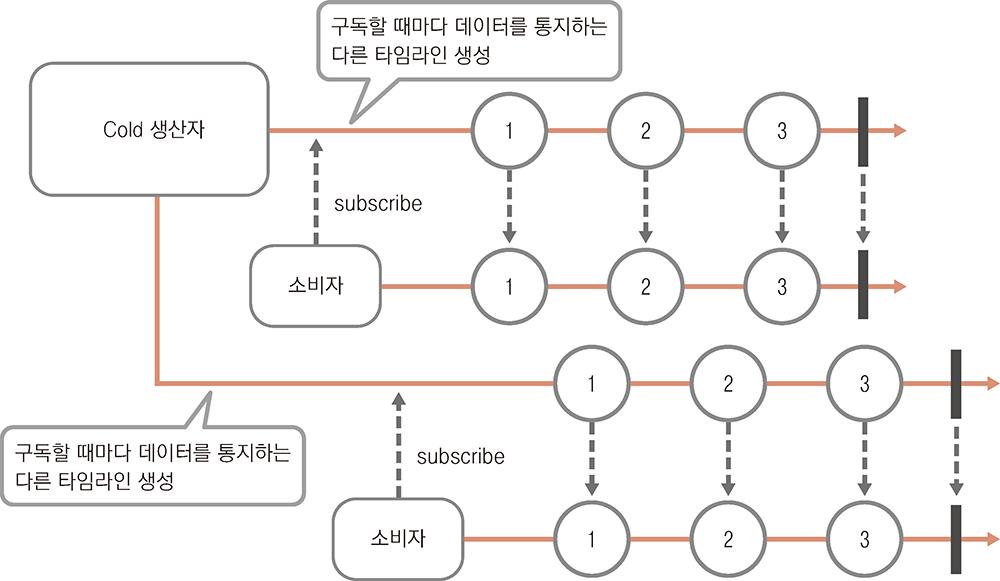 구독할 때마다 데이터를 통지하는
다른 타임라인 생성
Cold 생산자
1 2 3
subscribe
소비자
1 2 3
1 2 3
구독할 때마다 데이터를 통지하는
다른 타임라인 생성
subscribe
소비자
1 2 3